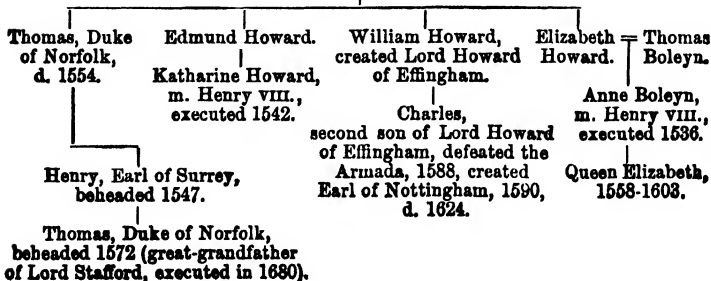 Thomas, Duke
of Norfolk,
d. 1554.
Edmund Howard.
Katharine Howard,
m. Henry VIII.,
executed 1542.
William Howard,
created Lord Howard
of Effingham.
Elizabeth = Thomas
Howard. Boleyn.
Henry, Earl of Surrey,
beheaded 1547.
Charles,
second son of Lord Howard
of Effingham, defeated the
Armada, 1588, created
Earl of Nottingham, 1590,
d. 1624.
Anne Boleyn,
m. Henry VIII.,
executed 1536.
Queen Elizabeth,
1558-1603.
Thomas, Duke of Norfolk,
beheaded 1572 (great-grandfather
of Lord Stafford, executed in 1680).